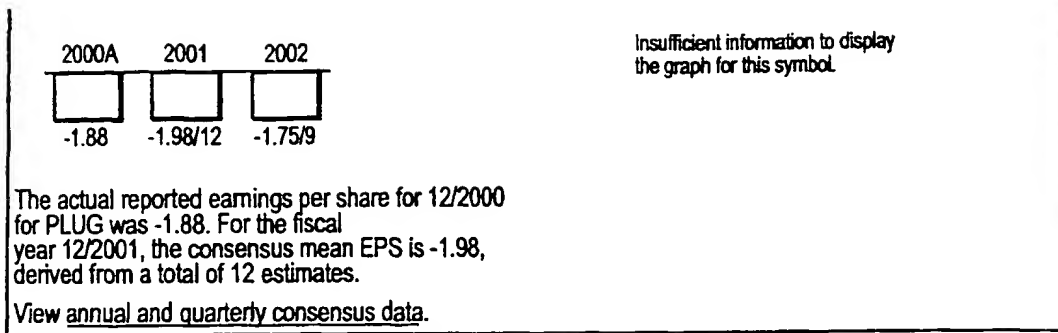 2000A 2001 2002
-1.88 -1.98/12 -1.75/9
Insufficient information to display
the graph for this symbol.
The actual reported earnings per share for 12/2000
for PLUG was -1.88. For the fiscal
year 12/2001, the consensus mean EPS is -1.98,
derived from a total of 12 estimates.
View annual and quarterly consensus data.